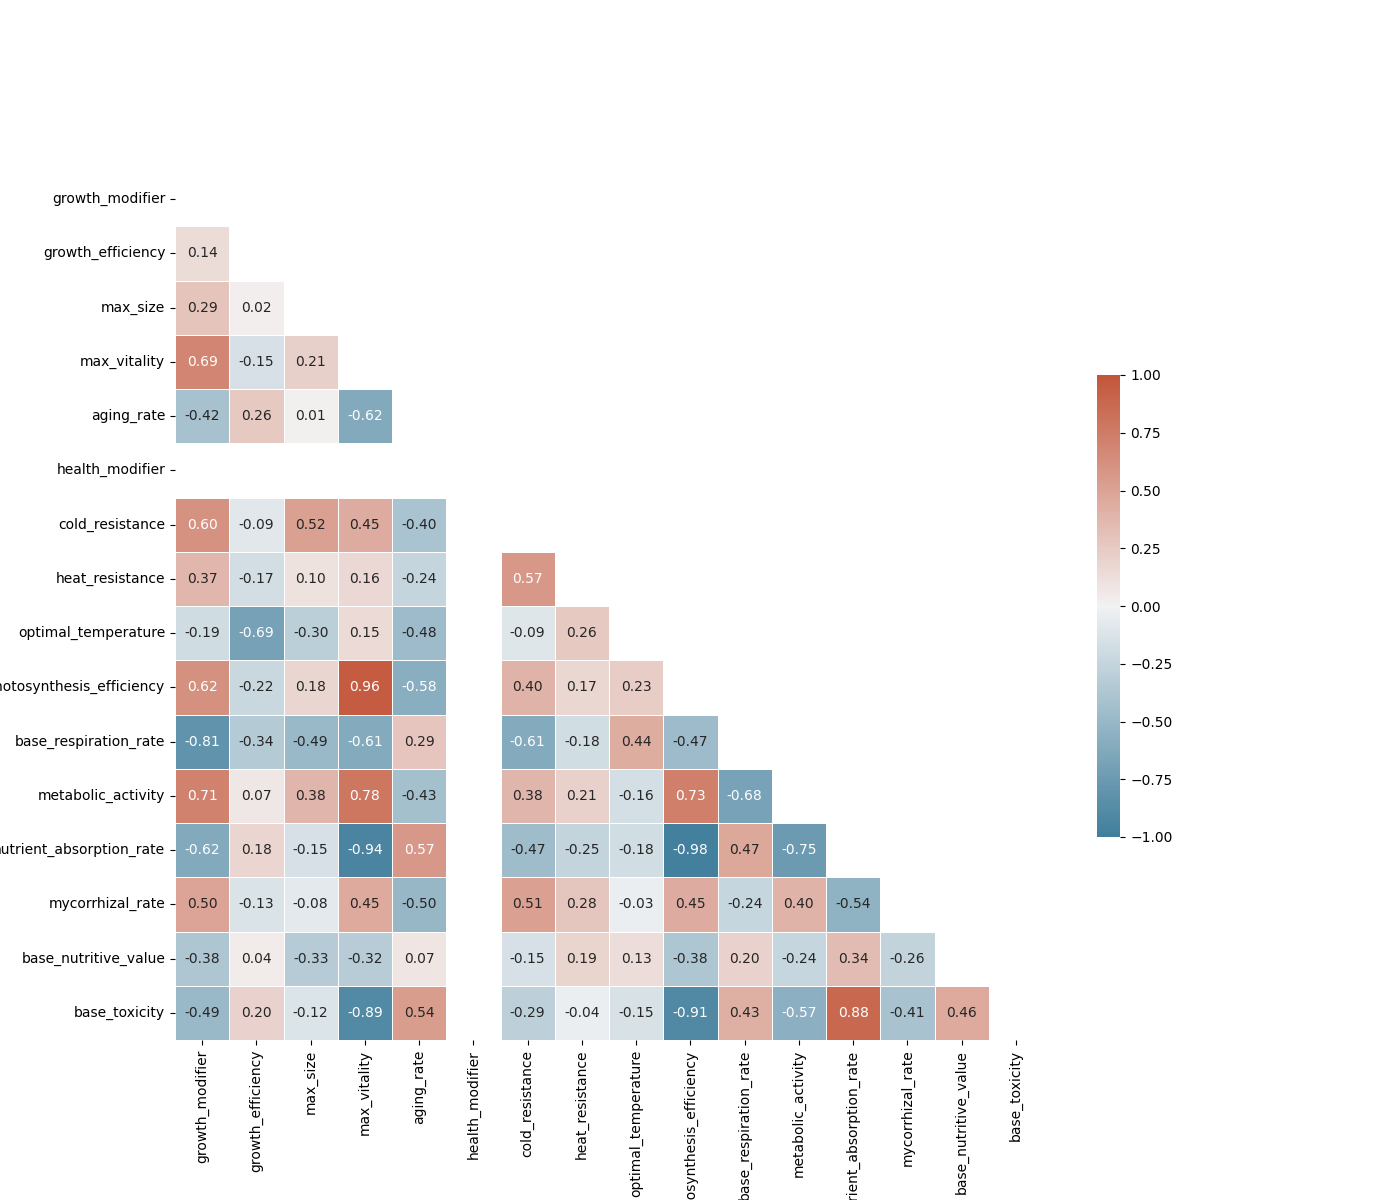 growth_modifier
growth_efficiency 0.14
max_size 0.29 0.02
max_vitality 0.69 -0.15 0.21
aging_rate -0.42 0.26 0.01 -0.62
health_modifier
cold_resistance 0.60 -0.09 0.52 0.45 -0.40
heat_resistance 0.37 -0.17 0.10 0.16 -0.24 0.57
optimal_temperature -0.19 -0.69 -0.30 0.15 -0.48 -0.09 0.26
otosynthesis_efficiency 0.62 -0.22 0.18 0.96 -0.58 0.40 0.17 0.23
base_respiration_rate -0.81 -0.34 -0.49 -0.61 0.29 -0.61 -0.18 0.44 -0.47
metabolic_activity 0.71 0.07 0.38 0.78 -0.43 0.38 0.21 -0.16 0.73 -0.68
utrient_absorption_rate -0.62 0.18 -0.15 -0.94 0.57 -0.47 -0.25 -0.18 -0.98 0.47 -0.75
mycorrhizal_rate 0.50 -0.13 -0.08 0.45 -0.50 0.51 0.28 -0.03 0.45 -0.24 0.40 -0.54
base_nutritive_value -0.38 0.04 -0.33 -0.32 0.07 -0.15 0.19 0.13 -0.38 0.20 -0.24 0.34 -0.26
base_toxicity -0.49 0.20 -0.12 -0.89 0.54 -0.29 -0.04 -0.15 -0.91 0.43 -0.57 0.88 -0.41 0.46
growth_modifier
growth_efficiency
max_size
max_vitality
aging_rate
health_modifier
cold_resistance
heat_resistance
optimal_temperature
osynthesis_efficiency
base_respiration_rate
metabolic_activity
rient_absorption_rate
mycorrhizal_rate
base_nutritive_value
base_toxicity
1.00
0.75
0.50
0.25
0.00
−0.25
−0.50
−0.75
−1.00